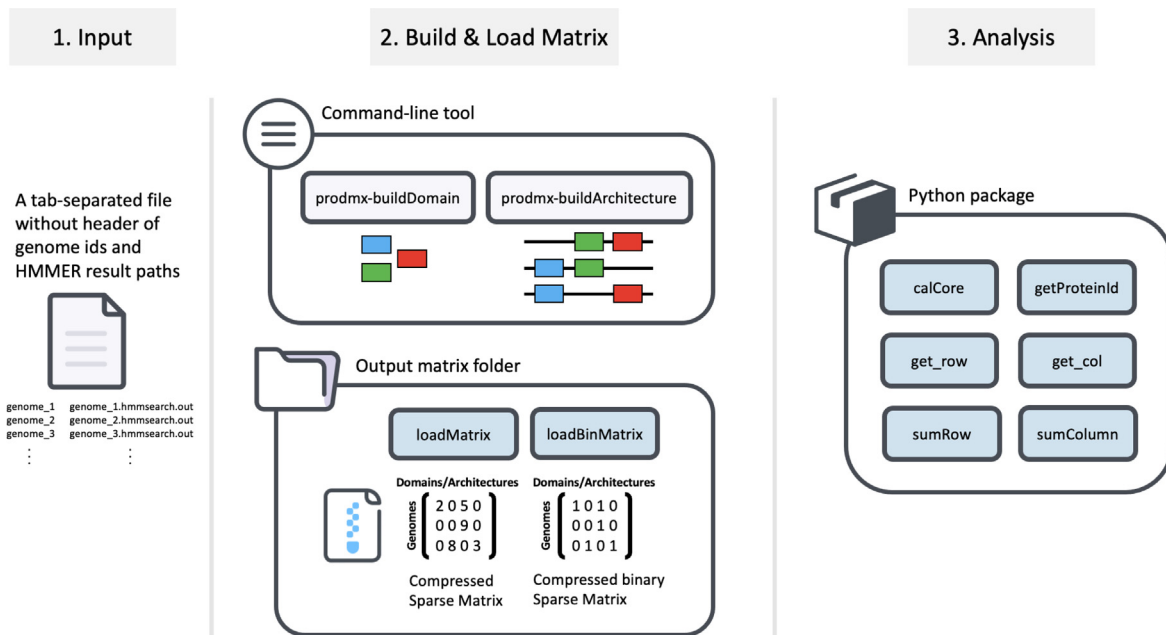 1. Input
2. Build & Load Matrix
3. Analysis
A tab-separated file
without header of
genome ids and
HMMER result paths
genome_1 genome_1.hmmsearch.out
genome_2 genome_2.hmmsearch.out
genome_3 genome_3.hmmsearch.out
⋮ ⋮
Command-line tool
prodmx-buildDomain
prodmx-buildArchitecture
Output matrix folder
loadMatrix
loadBinMatrix
Domains/Architectures
Genomes
2 0 5 0
0 0 9 0
0 8 0 3
Compressed
Sparse Matrix
Domains/Architectures
Genomes
1 0 1 0
0 0 1 0
0 1 0 1
Compressed binary
Sparse Matrix
Python package
calCore
getProteinId
get_row
get_col
sumRow
sumColumn